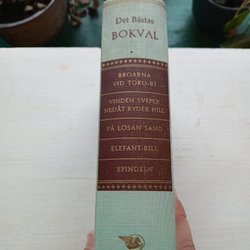 Det Bästas
BOKVAL
BROARNA
VID TOKO-RI
VINDEN SVEPER
NEDÅT RYDER HILL
PÅ LÖSAN SAND
ELEFANT-BILL
SPINDELN